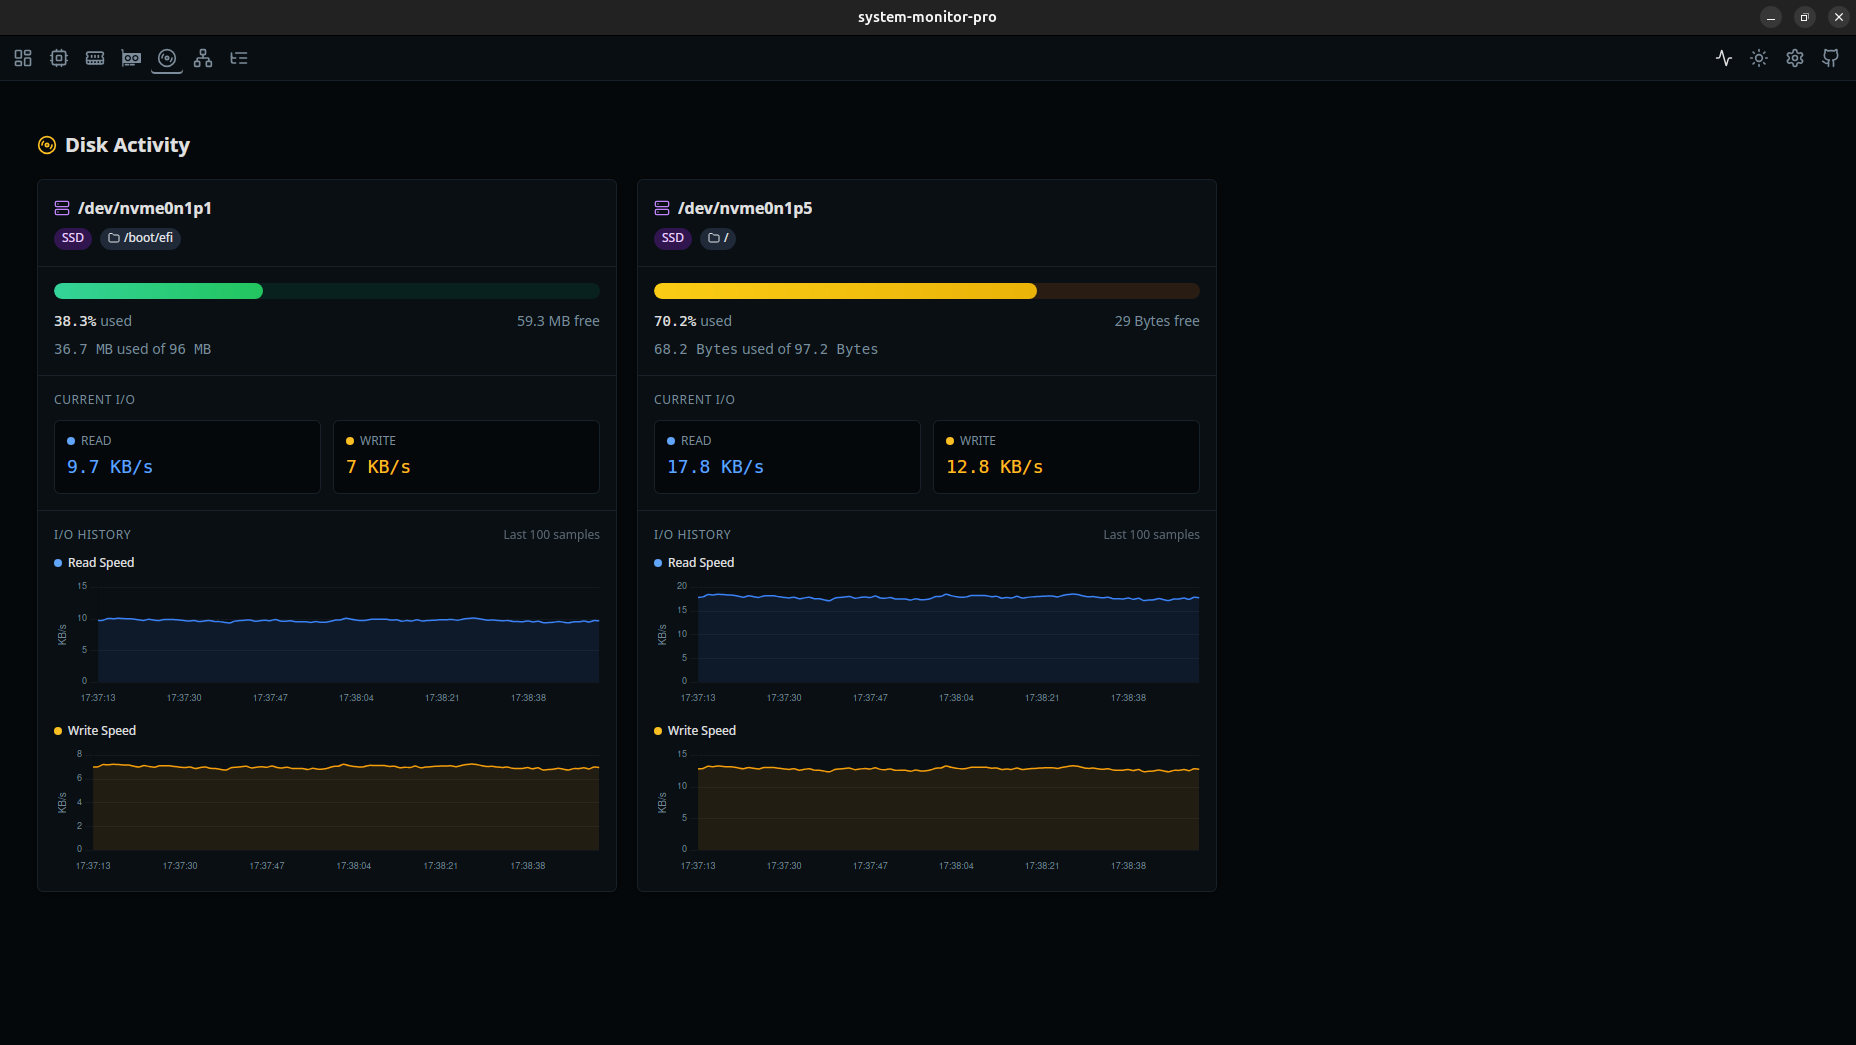 system-monitor-pro
Disk Activity
/dev/nvme0n1p1
SSD /boot/efi
38.3% used 59.3 MB free
36.7 MB used of 96 MB
CURRENT I/O
READ
9.7 KB/s
WRITE
7 KB/s
I/O HISTORY Last 100 samples
Read Speed
15
10
5
0
KB/s
17:37:13 17:37:30 17:37:47 17:38:04 17:38:21 17:38:38
Write Speed
8
6
4
2
0
KB/s
17:37:13 17:37:30 17:37:47 17:38:04 17:38:21 17:38:38
/dev/nvme0n1p5
SSD /
70.2% used 29 Bytes free
68.2 Bytes used of 97.2 Bytes
CURRENT I/O
READ
17.8 KB/s
WRITE
12.8 KB/s
I/O HISTORY Last 100 samples
Read Speed
20
15
10
5
0
KB/s
17:37:13 17:37:30 17:37:47 17:38:04 17:38:21 17:38:38
Write Speed
15
10
5
0
KB/s
17:37:13 17:37:30 17:37:47 17:38:04 17:38:21 17:38:38